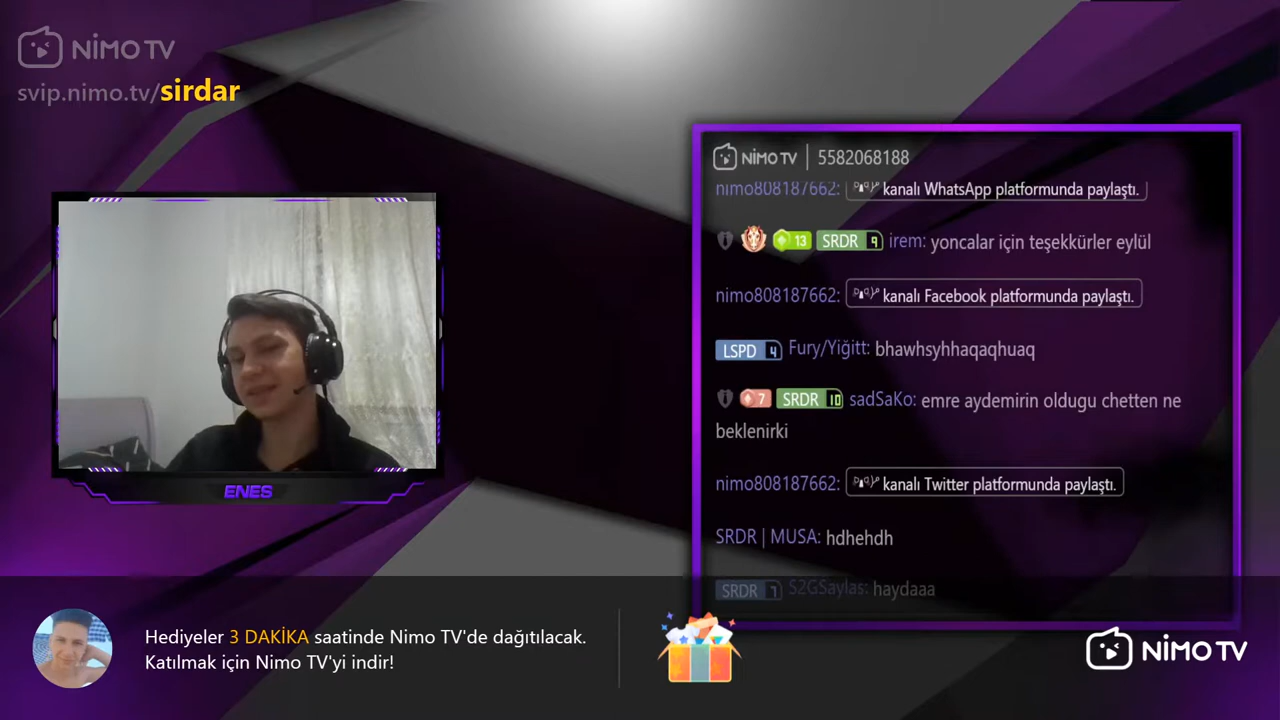 NiMO TV
svip.nimo.tv/sirdar
NiMO TV | 5582068188
nimo808187662: kanalı WhatsApp platformunda paylaştı.
13 SRDR 9 irem: yoncalar için teşekkürler eylül
nimo808187662: kanalı Facebook platformunda paylaştı.
LSPD 4 Fury/Yiğitt: bhawhsyhhaqaqhuaq
7 SRDR 10 sadSaKo: emre aydemirin oldugu chetten ne
beklenirki
nimo808187662: kanalı Twitter platformunda paylaştı.
SRDR | MUSA: hdhehdh
SRDR 7 S2GSaylas: haydaaa
ENES
Hediyeler 3 DAKİKA saatinde Nimo TV'de dağıtılacak.
Katılmak için Nimo TV'yi indir!
NiMO TV